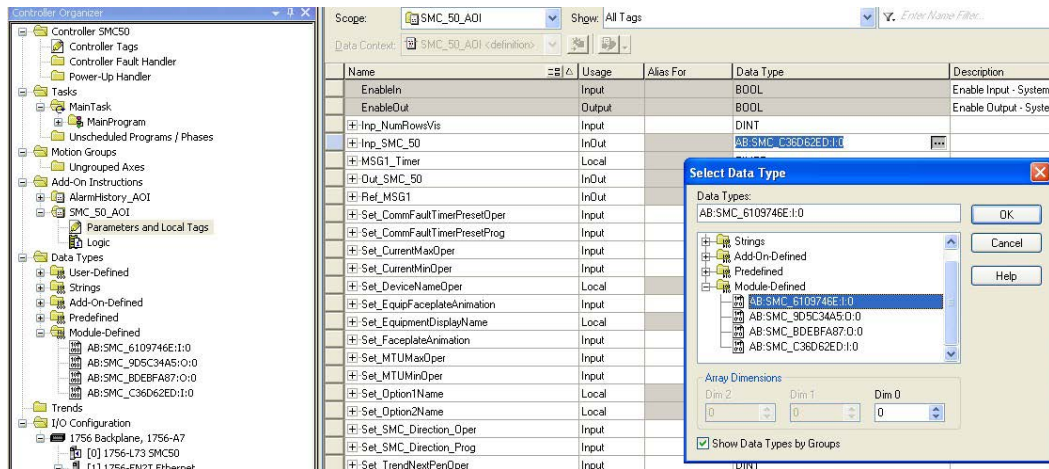 Controller Organizer
Controller SMC50
Controller Tags
Controller Fault Handler
Power-Up Handler
Tasks
MainTask
MainProgram
Unscheduled Programs / Phases
Motion Groups
Ungrouped Axes
Add-On Instructions
AlarmHistory_AOI
SMC_50_AOI
Parameters and Local Tags
Logic
Data Types
User-Defined
Strings
Add-On-Defined
Predefined
Module-Defined
AB:SMC_6109746E:I:0
AB:SMC_9D5C34A5:O:0
AB:SMC_BDEBFA87:O:0
AB:SMC_C36D62ED:I:0
Trends
I/O Configuration
1756 Backplane, 1756-A7
[0] 1756-L73 SMC50
[1] 1756-EN2T Ethernet
Scope: SMC_50_AOI Show: All Tags Enter Name Filter...
Data Context: SMC_50_AOI <definition>
Name Usage Alias For Data Type Description
EnableIn Input BOOL Enable Input - System
EnableOut Output BOOL Enable Output - Syste
Inp_NumRowsVis Input DINT
Inp_SMC_50 InOut AB:SMC_C36D62ED:I:0 ...
MSG1_Timer Local
Out_SMC_50 InOut
Ref_MSG1 InOut
Set_CommFaultTimerPresetOper Input
Set_CommFaultTimerPresetProg Input
Set_CurrentMaxOper Input
Set_CurrentMinOper Input
Set_DeviceNameOper Local
Set_EquipFaceplateAnimation Input
Set_EquipmentDisplayName Local
Set_FaceplateAnimation Input
Set_MTUMaxOper Input
Set_MTUMinOper Input
Set_Option1Name Local
Set_Option2Name Local
Set_SMC_Direction_Oper Input
Set_SMC_Direction_Prog Input
Set_TrendNextPenOper Input DINT
Select Data Type
Data Types:
AB:SMC_6109746E:I:0
OK
Cancel
Help
Strings
Add-On-Defined
Predefined
Module-Defined
AB:SMC_6109746E:I:0
AB:SMC_9D5C34A5:O:0
AB:SMC_BDEBFA87:O:0
AB:SMC_C36D62ED:I:0
Array Dimensions
Dim 2 Dim 1 Dim 0
0 0 0
Show Data Types by Groups